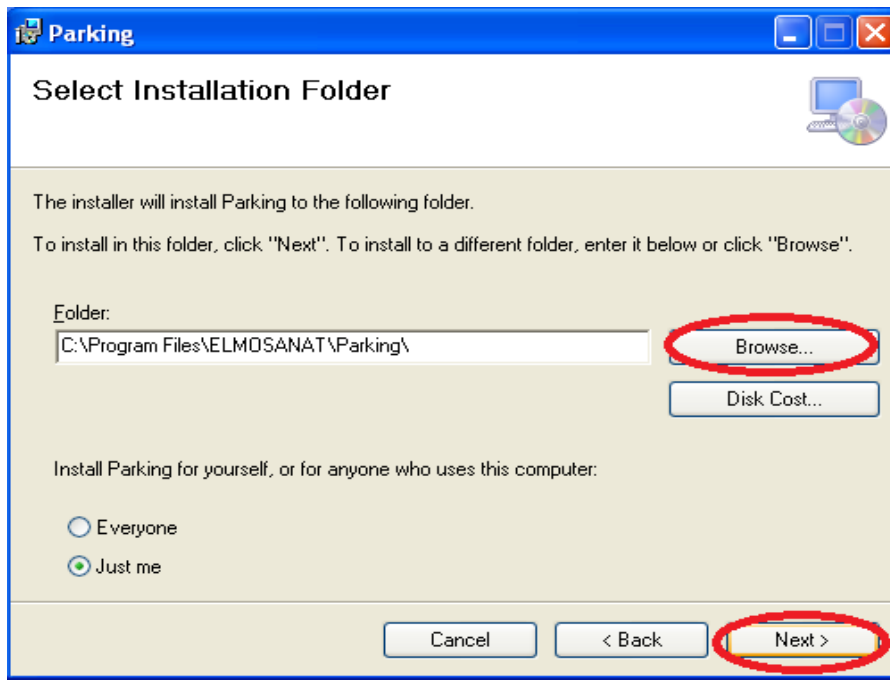 Parking
Select Installation Folder
The installer will install Parking to the following folder.
To install in this folder, click "Next". To install to a different folder, enter it below or click "Browse".
Folder:
C:\Program Files\ELMOSANAT\Parking\
Browse...
Disk Cost...
Install Parking for yourself, or for anyone who uses this computer:
Everyone
Just me
Cancel
< Back
Next >